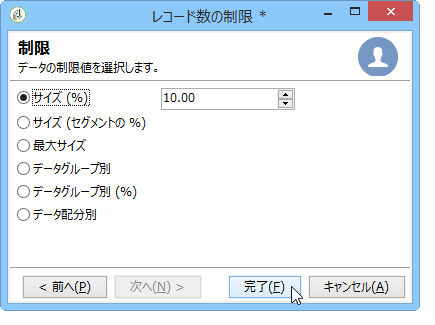 レコード数の制限 *
制限
データの制限値を選択します。
サイズ (%) 10.00
サイズ (セグメントの %)
最大サイズ
データグループ別
データグループ別 (%)
データ配分別
< 前へ(P) 次へ(N) > 完了(F) キャンセル(A)